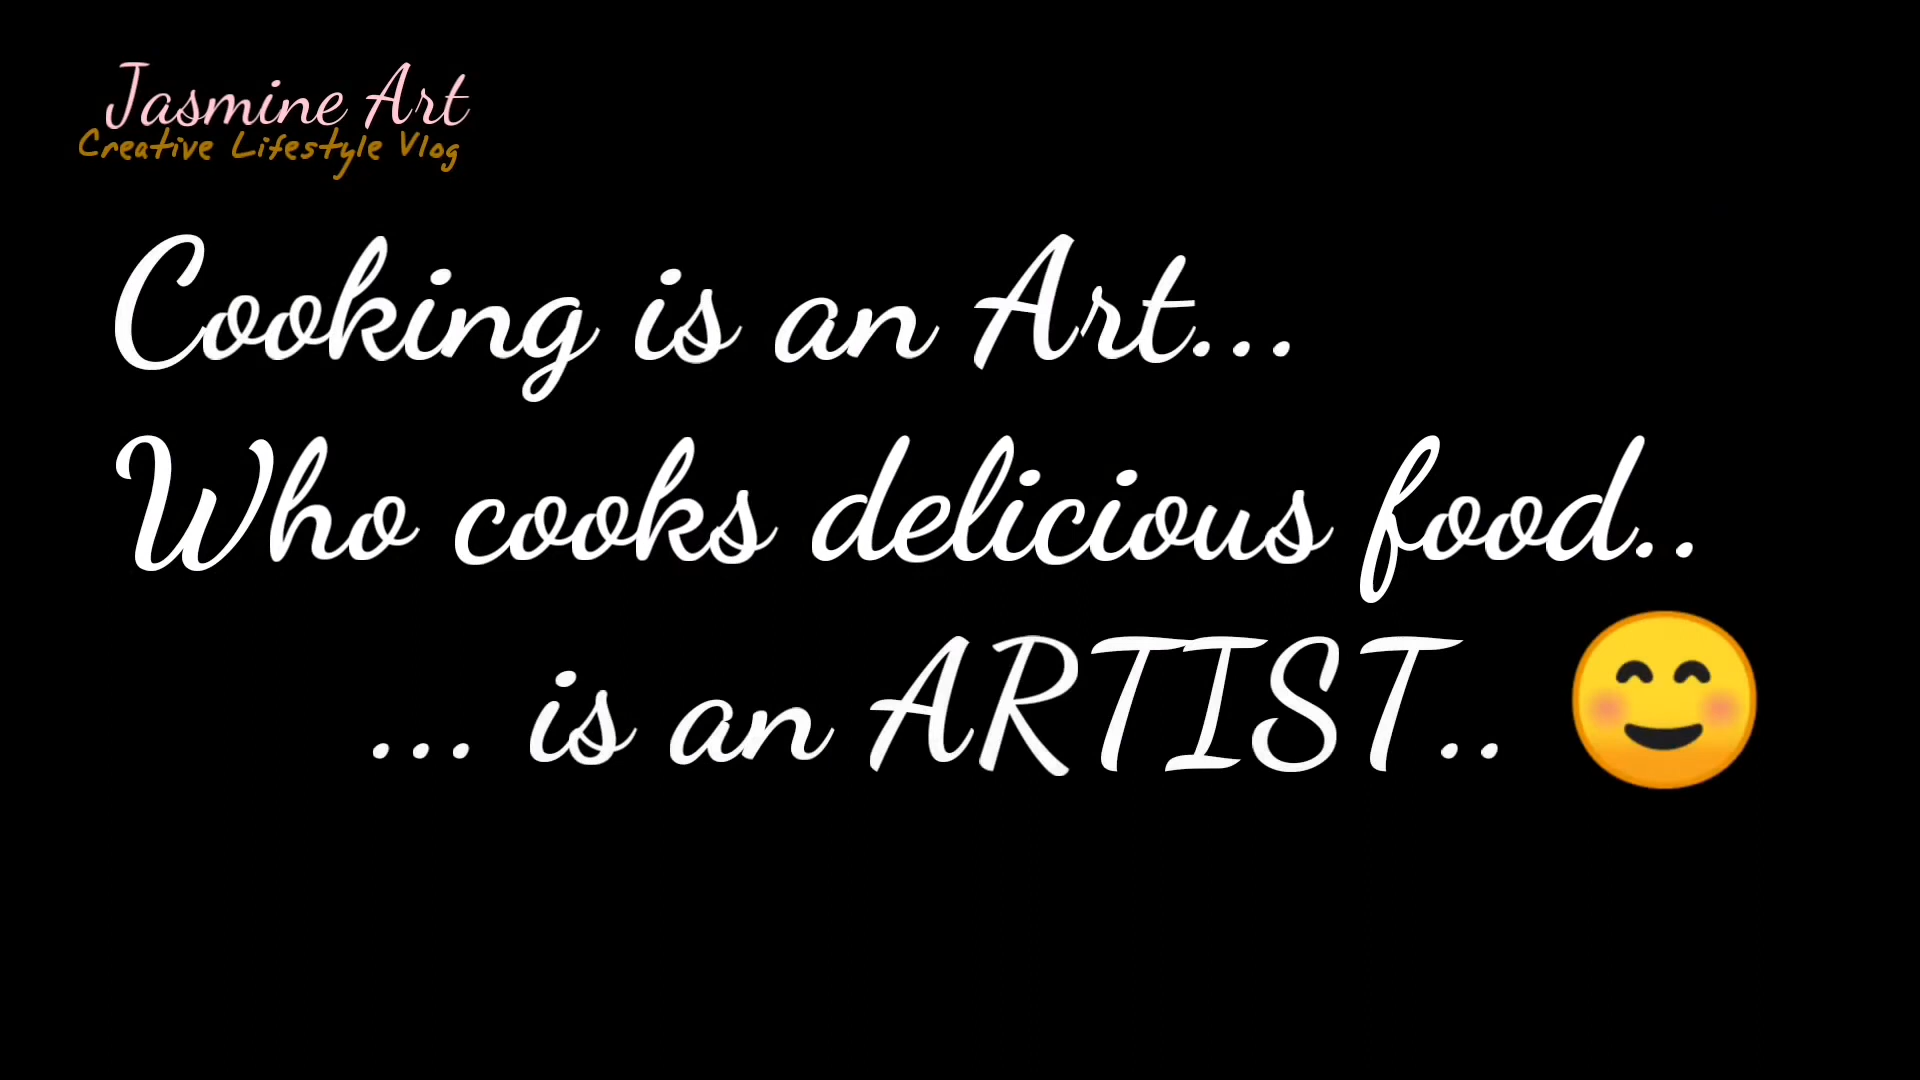 Jasmine Art
Creative Lifestyle Vlog
Cooking is an Art...
Who cooks delicious food..
... is an ARTIST.. 😊